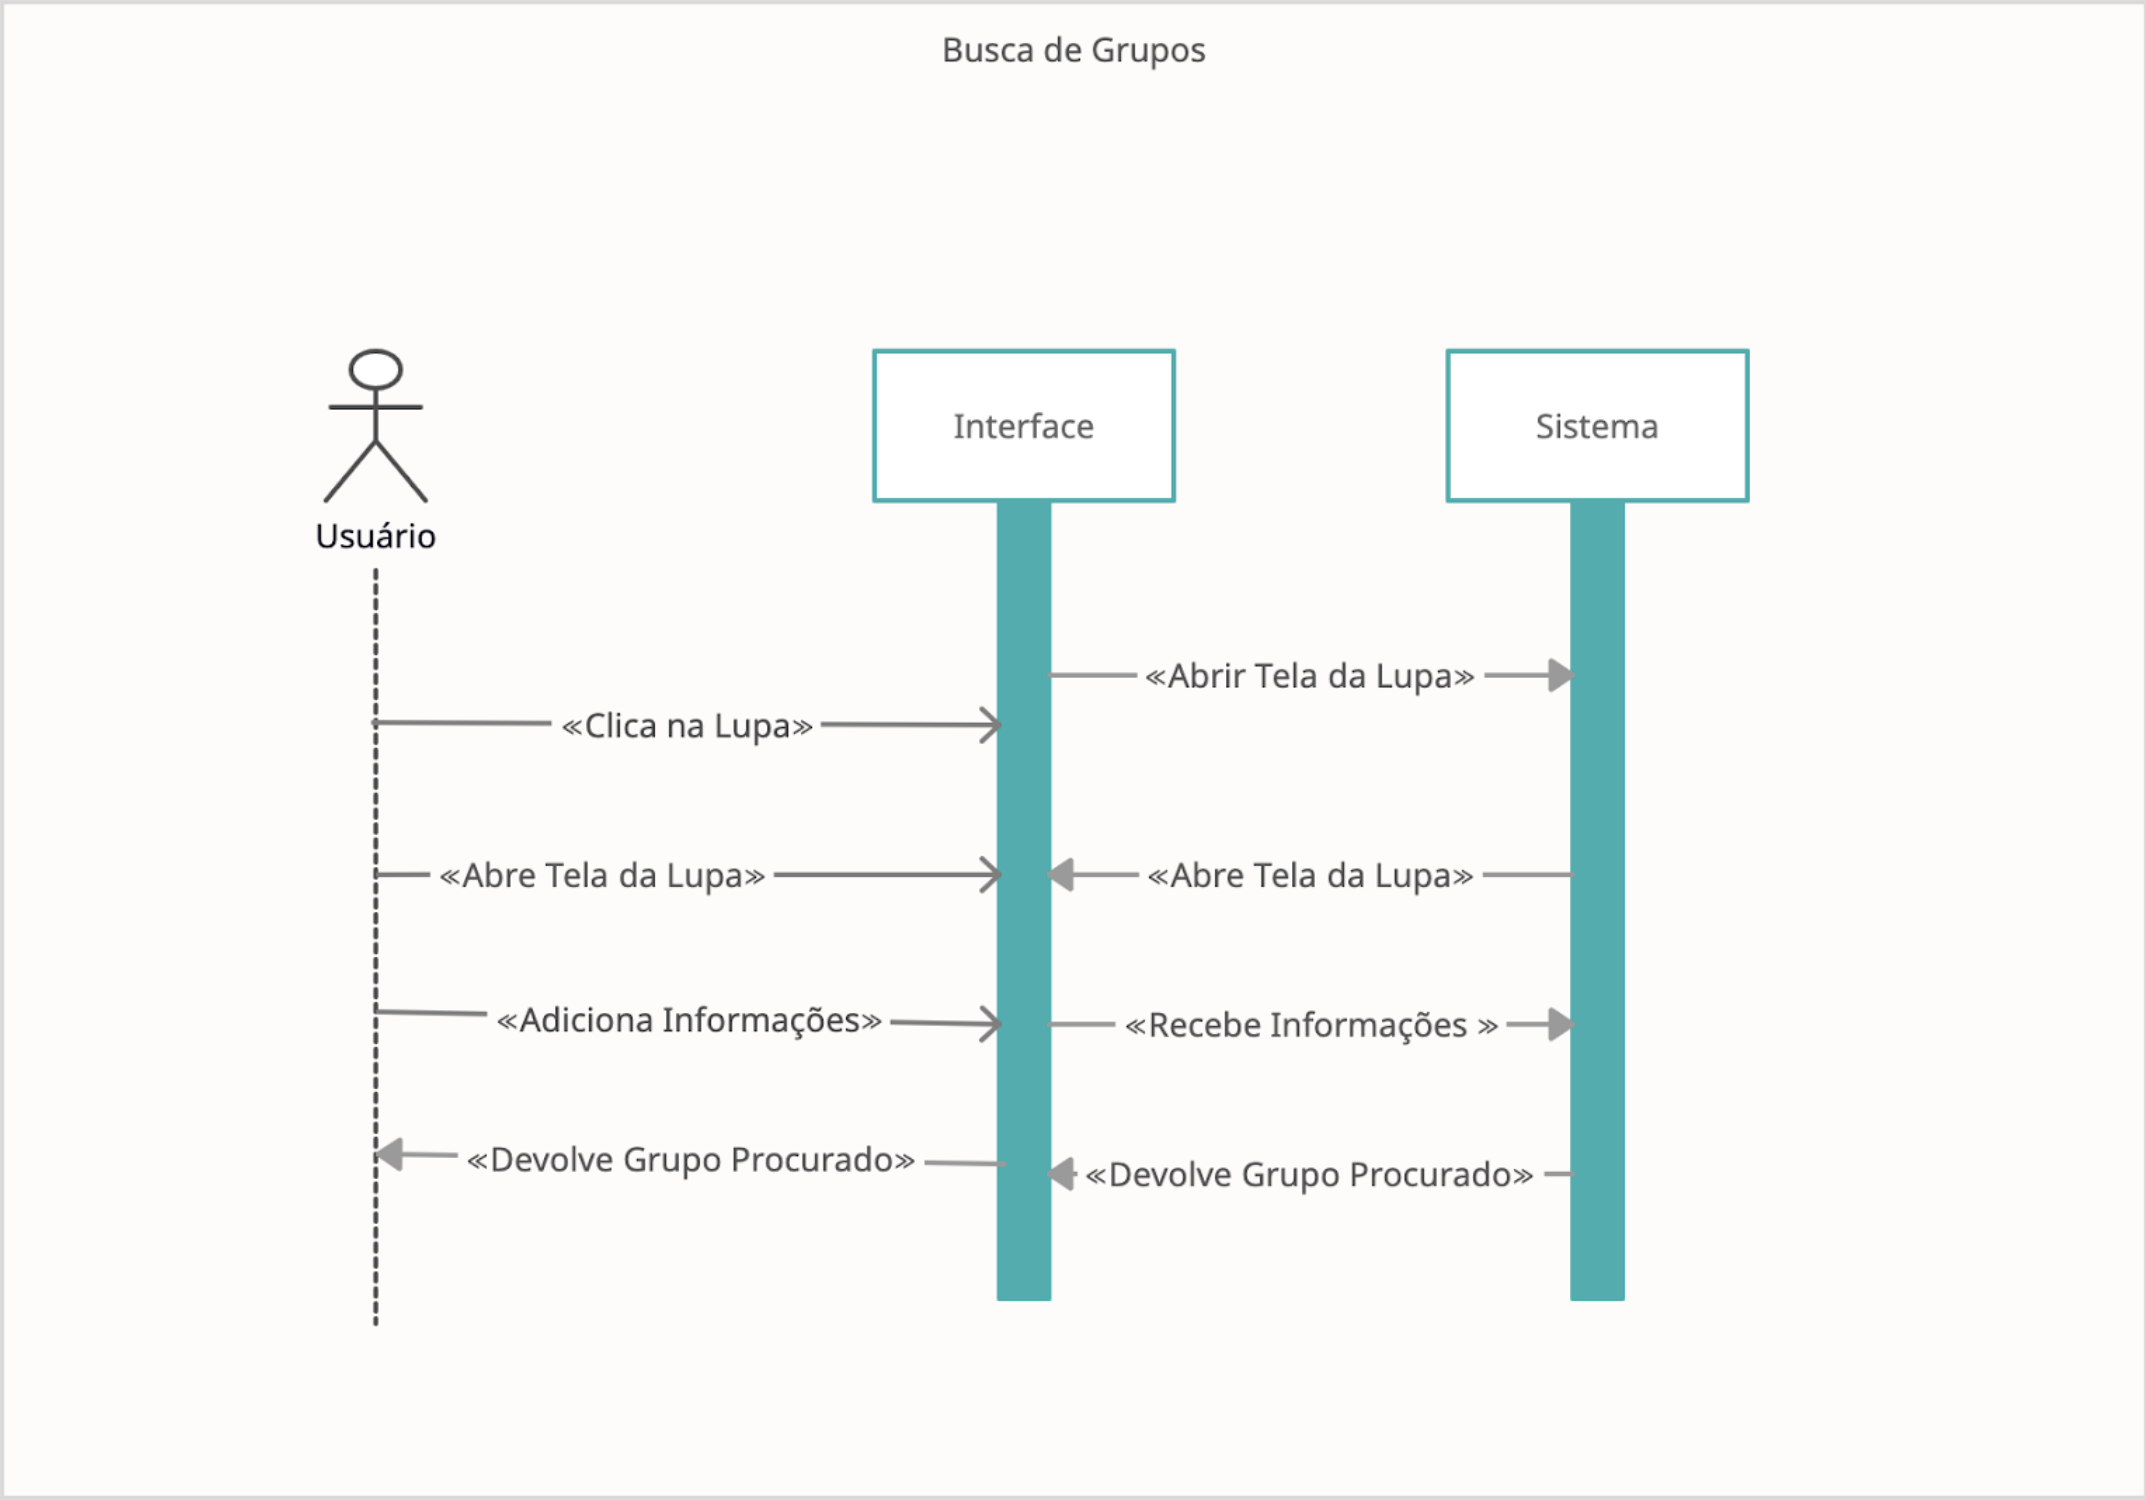 Busca de Grupos
Interface
Sistema
Usuário
«Abrir Tela da Lupa»
«Clica na Lupa»
«Abre Tela da Lupa»
«Abre Tela da Lupa»
«Adiciona Informações»
«Recebe Informações »
«Devolve Grupo Procurado»
«Devolve Grupo Procurado»